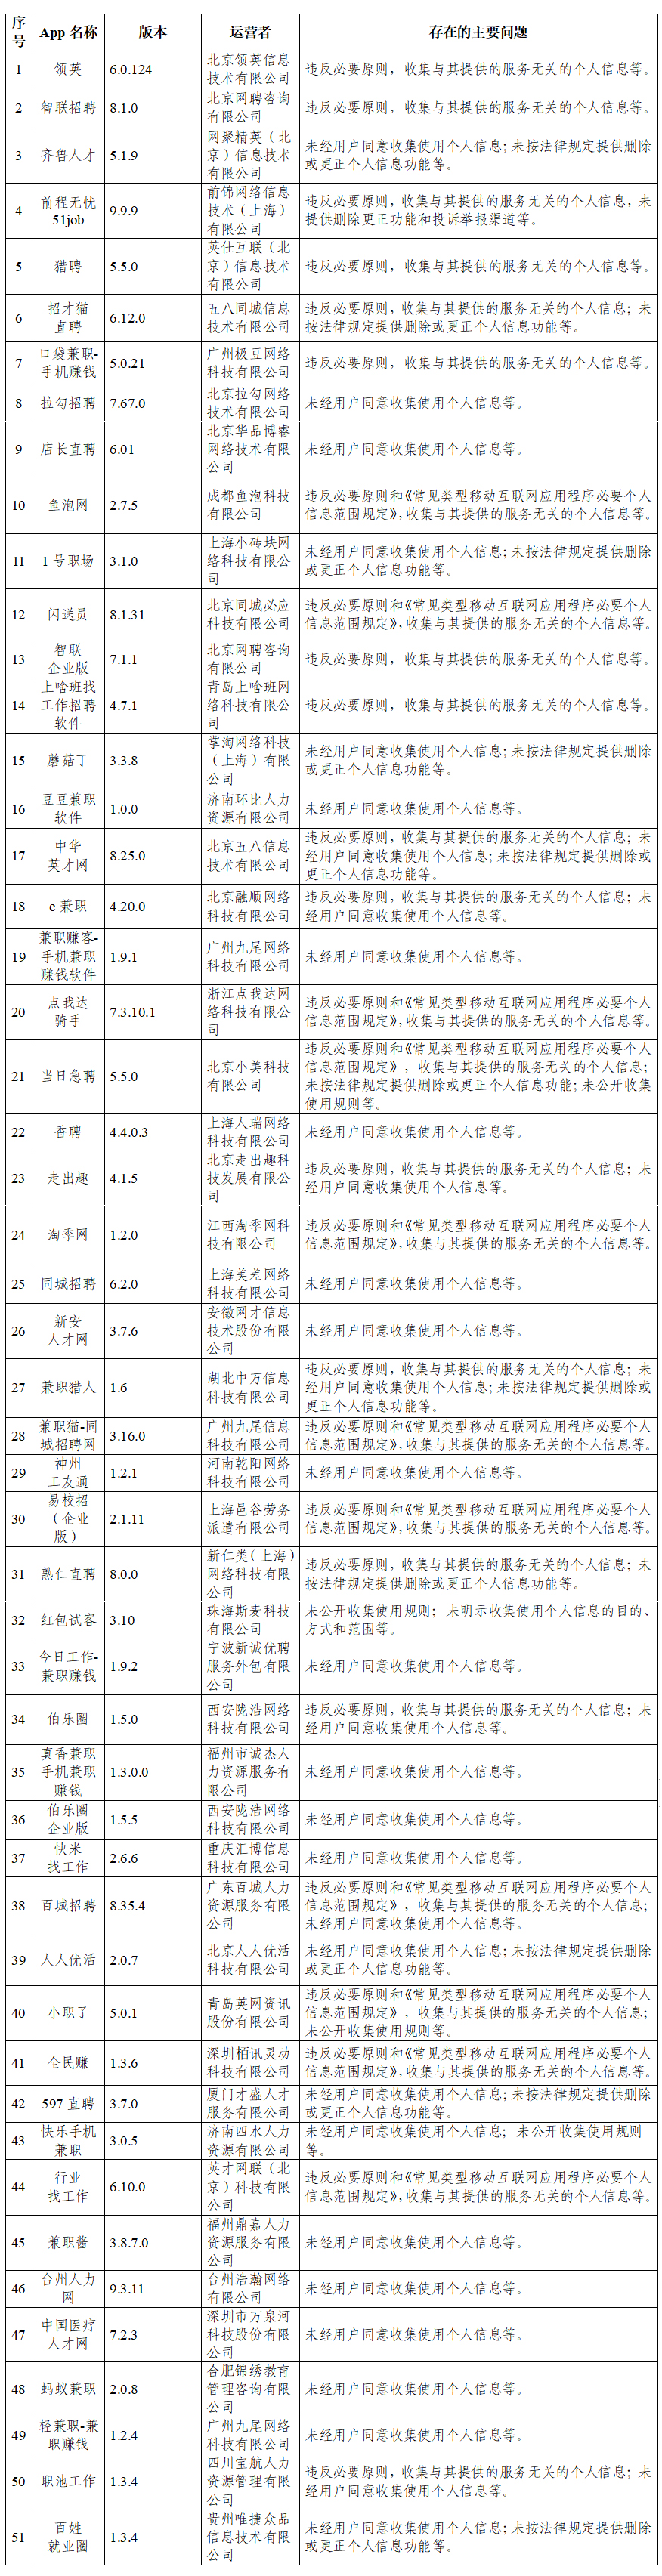 序号 App 名称 版本 运营者 存在的主要问题
1 领英 6.0.124 北京领英信息技术有限公司 违反必要原则，收集与其提供的服务无关的个人信息等。
2 智联招聘 8.1.0 北京网聘咨询有限公司 违反必要原则，收集与其提供的服务无关的个人信息等。
3 齐鲁人才 5.1.9 网聚精英（北京）信息技术有限公司 未经用户同意收集使用个人信息；未按法律规定提供删除或更正个人信息功能等。
4 前程无忧51job 9.9.9 前锦网络信息技术（上海）有限公司 违反必要原则，收集与其提供的服务无关的个人信息，未提供删除更正功能和投诉举报渠道等。
5 猎聘 5.5.0 英仕互联（北京）信息技术有限公司 违反必要原则，收集与其提供的服务无关的个人信息等。
6 招才猫直聘 6.12.0 五八同城信息技术有限公司 违反必要原则，收集与其提供的服务无关的个人信息；未按法律规定提供删除或更正个人信息功能等。
7 口袋兼职-手机赚钱 5.0.21 广州极豆网络科技有限公司 违反必要原则，收集与其提供的服务无关的个人信息等。
8 拉勾招聘 7.67.0 北京拉勾网络技术有限公司 未经用户同意收集使用个人信息等。
9 店长直聘 6.01 北京华品博睿网络技术有限公司 未经用户同意收集使用个人信息等。
10 鱼泡网 2.7.5 成都鱼泡科技有限公司 违反必要原则和《常见类型移动互联网应用程序必要个人信息范围规定》，收集与其提供的服务无关的个人信息等。
11 1号职场 3.1.0 上海小砖块网络科技有限公司 未经用户同意收集使用个人信息；未按法律规定提供删除或更正个人信息功能等。
12 闪送员 8.1.31 北京同城必应科技有限公司 违反必要原则和《常见类型移动互联网应用程序必要个人信息范围规定》，收集与其提供的服务无关的个人信息等。
13 智联企业版 7.1.1 北京网聘咨询有限公司 违反必要原则，收集与其提供的服务无关的个人信息等。
14 上啥班找工作招聘软件 4.7.1 青岛上啥班网络科技有限公司 违反必要原则，收集与其提供的服务无关的个人信息等。
15 蘑菇丁 3.3.8 掌淘网络科技（上海）有限公司 未经用户同意收集使用个人信息；未按法律规定提供删除或更正个人信息功能等。
16 豆豆兼职软件 1.0.0 济南环比人力资源有限公司 未经用户同意收集使用个人信息等。
17 中华英才网 8.25.0 北京五八信息技术有限公司 违反必要原则，收集与其提供的服务无关的个人信息；未经用户同意收集使用个人信息；未按法律规定提供删除或更正个人信息功能等。
18 e兼职 4.20.0 北京融顺网络科技有限公司 违反必要原则，收集与其提供的服务无关的个人信息；未经用户同意收集使用个人信息等。
19 兼职赚客-手机兼职赚钱软件 1.9.1 广州九尾网络科技有限公司 未经用户同意收集使用个人信息等。
20 点我达骑手 7.3.10.1 浙江点我达网络科技有限公司 违反必要原则和《常见类型移动互联网应用程序必要个人信息范围规定》，收集与其提供的服务无关的个人信息等。
21 当日急聘 5.5.0 北京小美科技有限公司 违反必要原则和《常见类型移动互联网应用程序必要个人信息范围规定》，收集与其提供的服务无关的个人信息；未按法律规定提供删除或更正个人信息功能；未公开收集使用规则等。
22 香聘 4.4.0.3 上海人瑞网络科技有限公司 未经用户同意收集使用个人信息等。
23 走出趣 4.1.5 北京走出趣科技发展有限公司 违反必要原则，收集与其提供的服务无关的个人信息；未经用户同意收集使用个人信息等。
24 淘季网 1.2.0 江西淘季网科技有限公司 违反必要原则和《常见类型移动互联网应用程序必要个人信息范围规定》，收集与其提供的服务无关的个人信息等。
25 同城招聘 6.2.0 上海美差网络科技有限公司 未经用户同意收集使用个人信息等。
26 新安人才网 3.7.6 安徽网才信息技术股份有限公司 未经用户同意收集使用个人信息等。
27 兼职猎人 1.6 湖北中万信息科技有限公司 违反必要原则，收集与其提供的服务无关的个人信息；未经用户同意收集使用个人信息；未按法律规定提供删除或更正个人信息功能等。
28 兼职猫-同城招聘网 3.16.0 广州九尾信息科技有限公司 违反必要原则和《常见类型移动互联网应用程序必要个人信息范围规定》，收集与其提供的服务无关的个人信息等。
29 神州工友通 1.2.1 河南乾阳网络科技有限公司 未经用户同意收集使用个人信息等。
30 易校招（企业版） 2.1.11 上海邑谷劳务派遣有限公司 违反必要原则和《常见类型移动互联网应用程序必要个人信息范围规定》，收集与其提供的服务无关的个人信息等。
31 熟仁直聘 8.0.0 新仁类（上海）网络科技有限公司 违反必要原则，收集与其提供的服务无关的个人信息；未按法律规定提供删除或更正个人信息功能等。
32 红包试客 3.10 珠海斯麦科技有限公司 未公开收集使用规则；未明示收集使用个人信息的目的、方式和范围等。
33 今日工作-兼职赚钱 1.9.2 宁波新诚优聘服务外包有限公司 未经用户同意收集使用个人信息等。
34 伯乐圈 1.5.0 西安陇浩网络科技有限公司 违反必要原则，收集与其提供的服务无关的个人信息；未经用户同意收集使用个人信息等。
35 真香兼职手机兼职赚钱 1.3.0.0 福州市诚杰人力资源服务有限公司 未经用户同意收集使用个人信息等。
36 伯乐圈企业版 1.5.5 西安陇浩网络科技有限公司 未经用户同意收集使用个人信息等。
37 快米找工作 2.6.6 重庆汇博信息科技有限公司 未经用户同意收集使用个人信息等。
38 百城招聘 8.35.4 广东百城人力资源服务有限公司 违反必要原则和《常见类型移动互联网应用程序必要个人信息范围规定》，收集与其提供的服务无关的个人信息；未经用户同意收集使用个人信息等。
39 人人优活 2.0.7 北京人人优活科技有限公司 未经用户同意收集使用个人信息；未按法律规定提供删除或更正个人信息功能等。
40 小职了 5.0.1 青岛英网资讯股份有限公司 违反必要原则和《常见类型移动互联网应用程序必要个人信息范围规定》，收集与其提供的服务无关的个人信息；未公开收集使用规则等。
41 全民赚 1.3.6 深圳栢讯灵动科技有限公司 违反必要原则和《常见类型移动互联网应用程序必要个人信息范围规定》，收集与其提供的服务无关的个人信息等。
42 597直聘 3.7.0 厦门才盛人才服务有限公司 未经用户同意收集使用个人信息；未按法律规定提供删除或更正个人信息功能等。
43 快乐手机兼职 3.0.5 济南四水人力资源有限公司 未经用户同意收集使用个人信息；未公开收集使用规则等。
44 行业找工作 6.10.0 英才网联（北京）科技有限公司 违反必要原则和《常见类型移动互联网应用程序必要个人信息范围规定》，收集与其提供的服务无关的个人信息等。
45 兼职酱 3.8.7.0 福州鼎嘉人力资源服务有限公司 未经用户同意收集使用个人信息等。
46 台州人力网 9.3.11 台州浩瀚网络有限公司 未经用户同意收集使用个人信息等。
47 中国医疗人才网 7.2.3 深圳市万泉河科技股份有限公司 未经用户同意收集使用个人信息等。
48 蚂蚁兼职 2.0.8 合肥锦绣教育管理咨询有限公司 未经用户同意收集使用个人信息等。
49 轻兼职-兼职赚钱 1.2.4 广州九尾网络科技有限公司 未经用户同意收集使用个人信息等。
50 职池工作 1.3.4 四川宝航人力资源管理有限公司 违反必要原则，收集与其提供的服务无关的个人信息；未经用户同意收集使用个人信息等。
51 百姓就业圈 1.3.4 贵州唯捷众品信息技术有限公司 未经用户同意收集使用个人信息；未按法律规定提供删除或更正个人信息功能等。